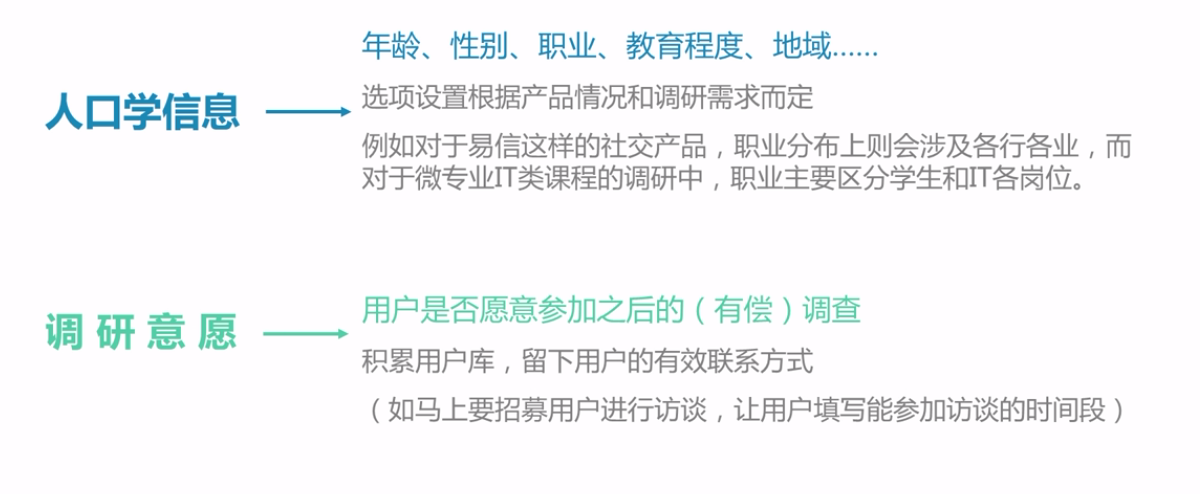 年龄、性别、职业、教育程度、地域……
人口学信息
选项设置根据产品情况和调研需求而定
例如对于易信这样的社交产品，职业分布上则会涉及各行各业，而
对于微专业IT类课程的调研中，职业主要区分学生和IT各岗位。
用户是否愿意参加之后的（有偿）调查
调研意愿
积累用户库，留下用户的有效联系方式
（如马上要招募用户进行访谈，让用户填写能参加访谈的时间段）